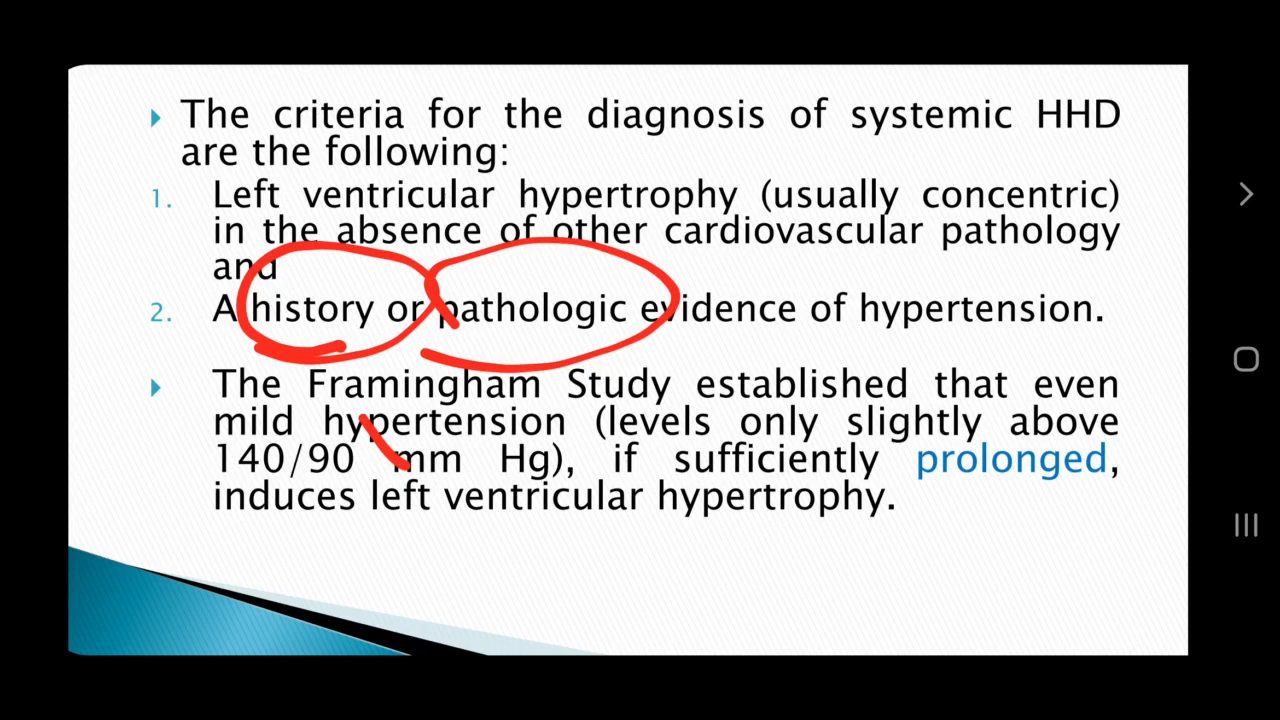 The criteria for the diagnosis of systemic HHD
are the following:
1. Left ventricular hypertrophy (usually concentric)
in the absence of other cardiovascular pathology
and
2. A history or pathologic evidence of hypertension.
The Framingham Study established that even
mild hypertension (levels only slightly above
140/90 mm Hg), if sufficiently prolonged,
induces left ventricular hypertrophy.